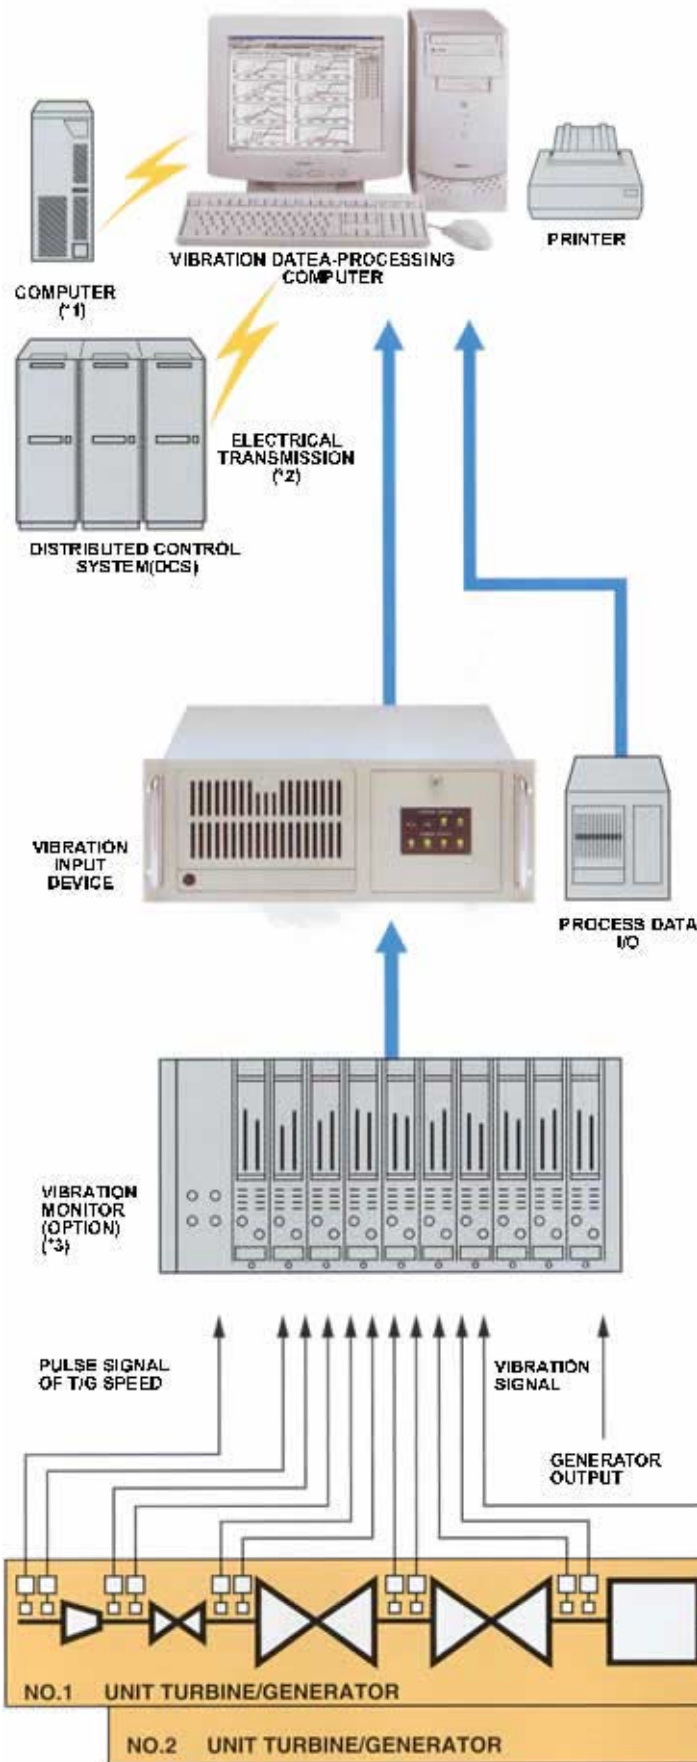 PRINTER
VIBRATION DATEA-PROCESSING
COMPUTER
COMPUTER
(*1)
ELECTRICAL
TRANSMISSION
(*2)
DISTRIBUTED CONTROL
SYSTEM(DCS)
VIBRATION
INPUT
DEVICE
PROCESS DATA
I/O
VIBRATION
MONITOR
(OPTION)
(*3)
PULSE SIGNAL
OF T/G SPEED
VIBRATION
SIGNAL
GENERATOR
OUTPUT
NO.1 UNIT TURBINE/GENERATOR
NO.2 UNIT TURBINE/GENERATOR